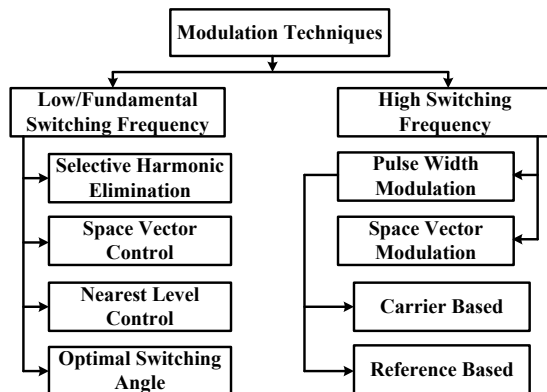 Modulation Techniques
Low/Fundamental
Switching Frequency
High Switching
Frequency
Selective Harmonic
Elimination
Space Vector
Control
Nearest Level
Control
Optimal Switching
Angle
Pulse Width
Modulation
Space Vector
Modulation
Carrier Based
Reference Based